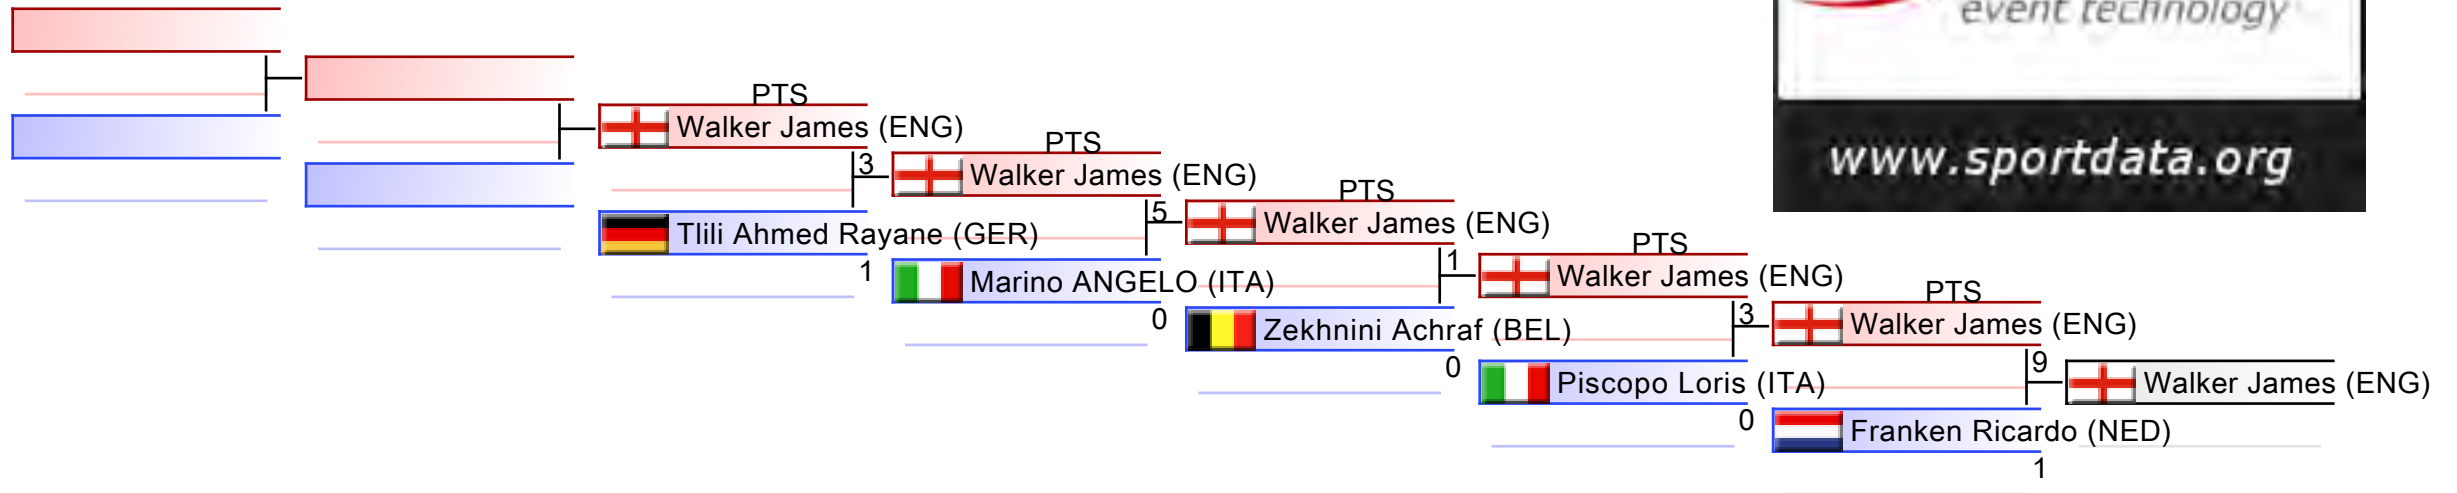 event technology
www.sportdata.org
PTS
Walker James (ENG)
3
Tlili Ahmed Rayane (GER)
1
PTS
Walker James (ENG)
5
Marino ANGELO (ITA)
0
PTS
Walker James (ENG)
1
Zekhnini Achraf (BEL)
0
PTS
Walker James (ENG)
3
Piscopo Loris (ITA)
0
PTS
Walker James (ENG)
9
Franken Ricardo (NED)
1
Walker James (ENG)